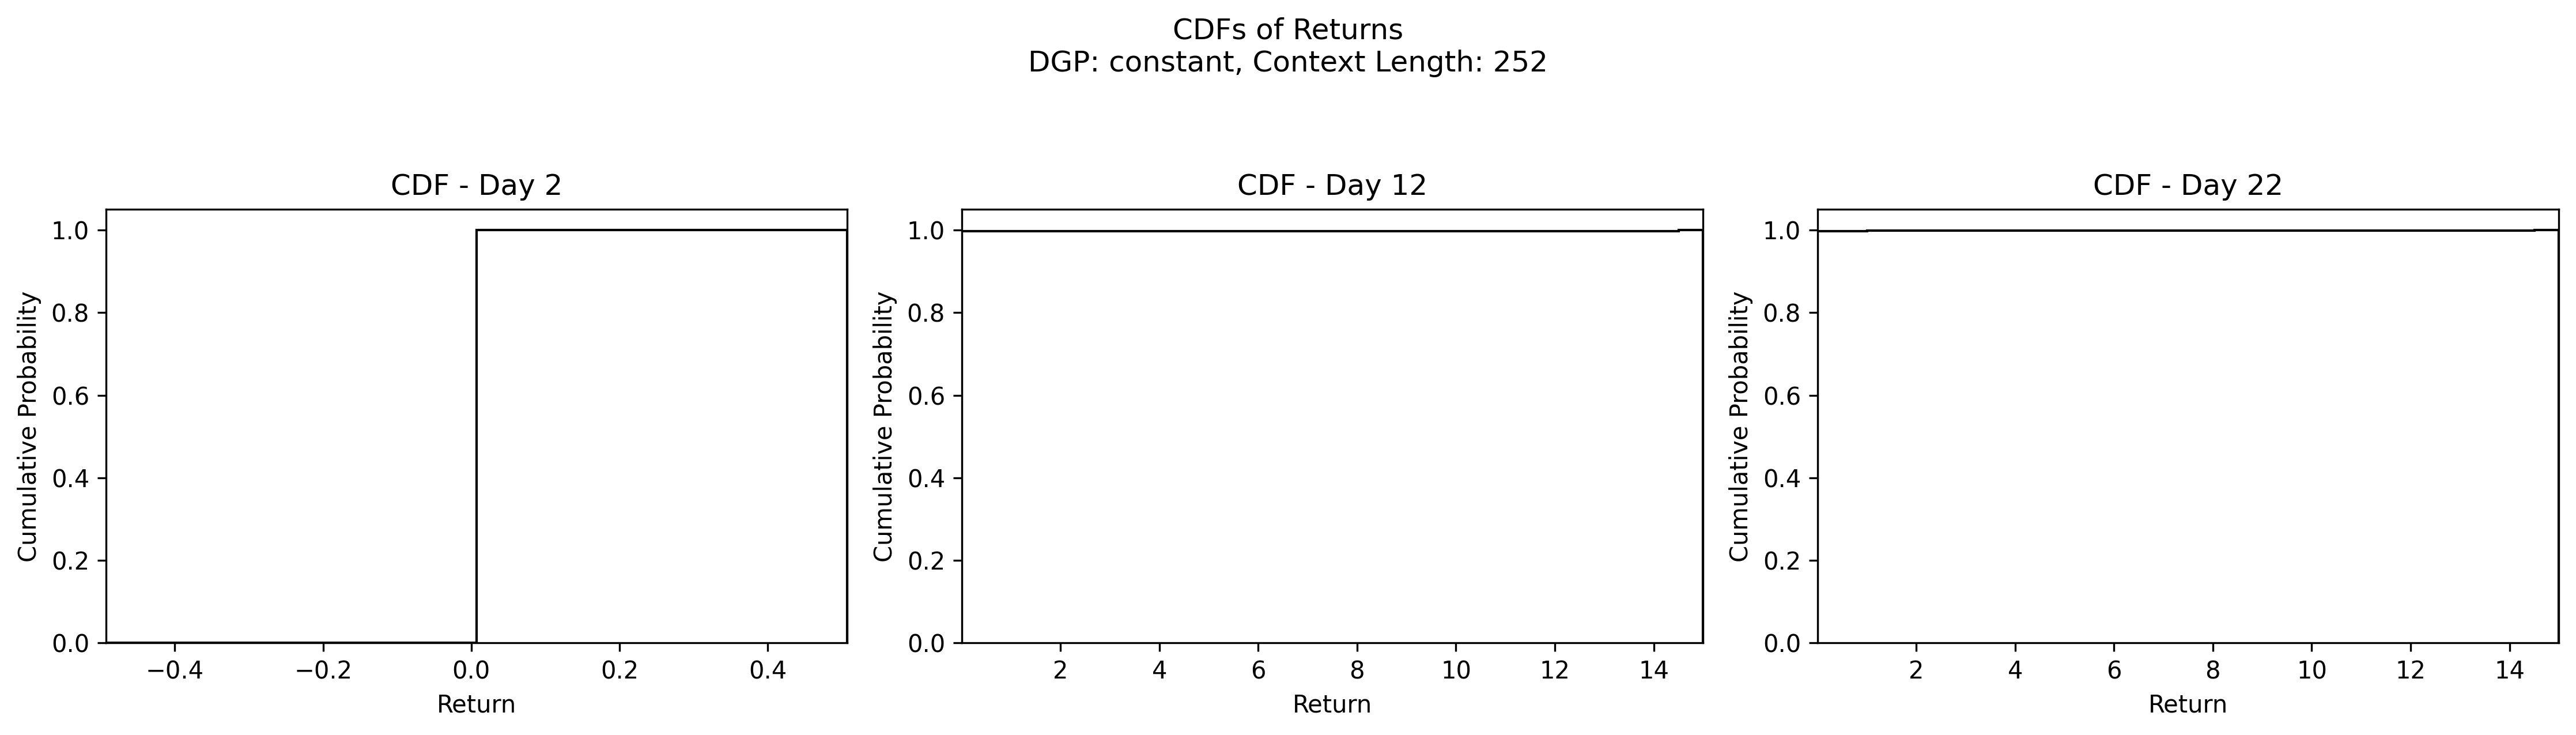 CDFs of Returns
DGP: constant, Context Length: 252
CDF - Day 2
1.0
0.8
0.6
0.4
0.2
0.0
Cumulative Probability
−0.4 −0.2 0.0 0.2 0.4
Return
CDF - Day 12
1.0
0.8
0.6
0.4
0.2
0.0
Cumulative Probability
2 4 6 8 10 12 14
Return
CDF - Day 22
1.0
0.8
0.6
0.4
0.2
0.0
Cumulative Probability
2 4 6 8 10 12 14
Return